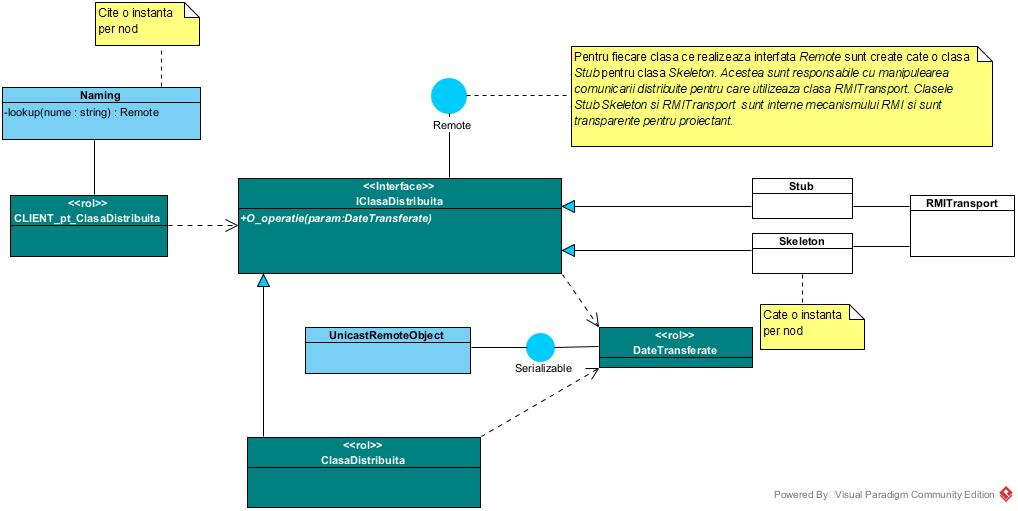 Cite o instanta
per nod
Pentru fiecare clasa ce realizeaza interfata Remote sunt create cate o clasa
Stub pentru clasa Skeleton. Acestea sunt responsabile cu manipulearea
comunicarii distribuite pentru care utilizeaza clasa RMITransport. Clasele
Stub Skeleton si RMITransport sunt interne mecanismului RMI si sunt
transparente pentru proiectant.
Naming
-lookup(nume : string) : Remote
Remote
<<rol>>
CLIENT_pt_ClasaDistribuita
<<Interface>>
IClasaDistribuita
+O_operatie(param:DateTransferate)
Stub
Skeleton
RMITransport
Cate o instanta
per nod
UnicastRemoteObject
Serializable
<<rol>>
DateTransferate
<<rol>>
ClasaDistribuita
Powered By Visual Paradigm Community Edition